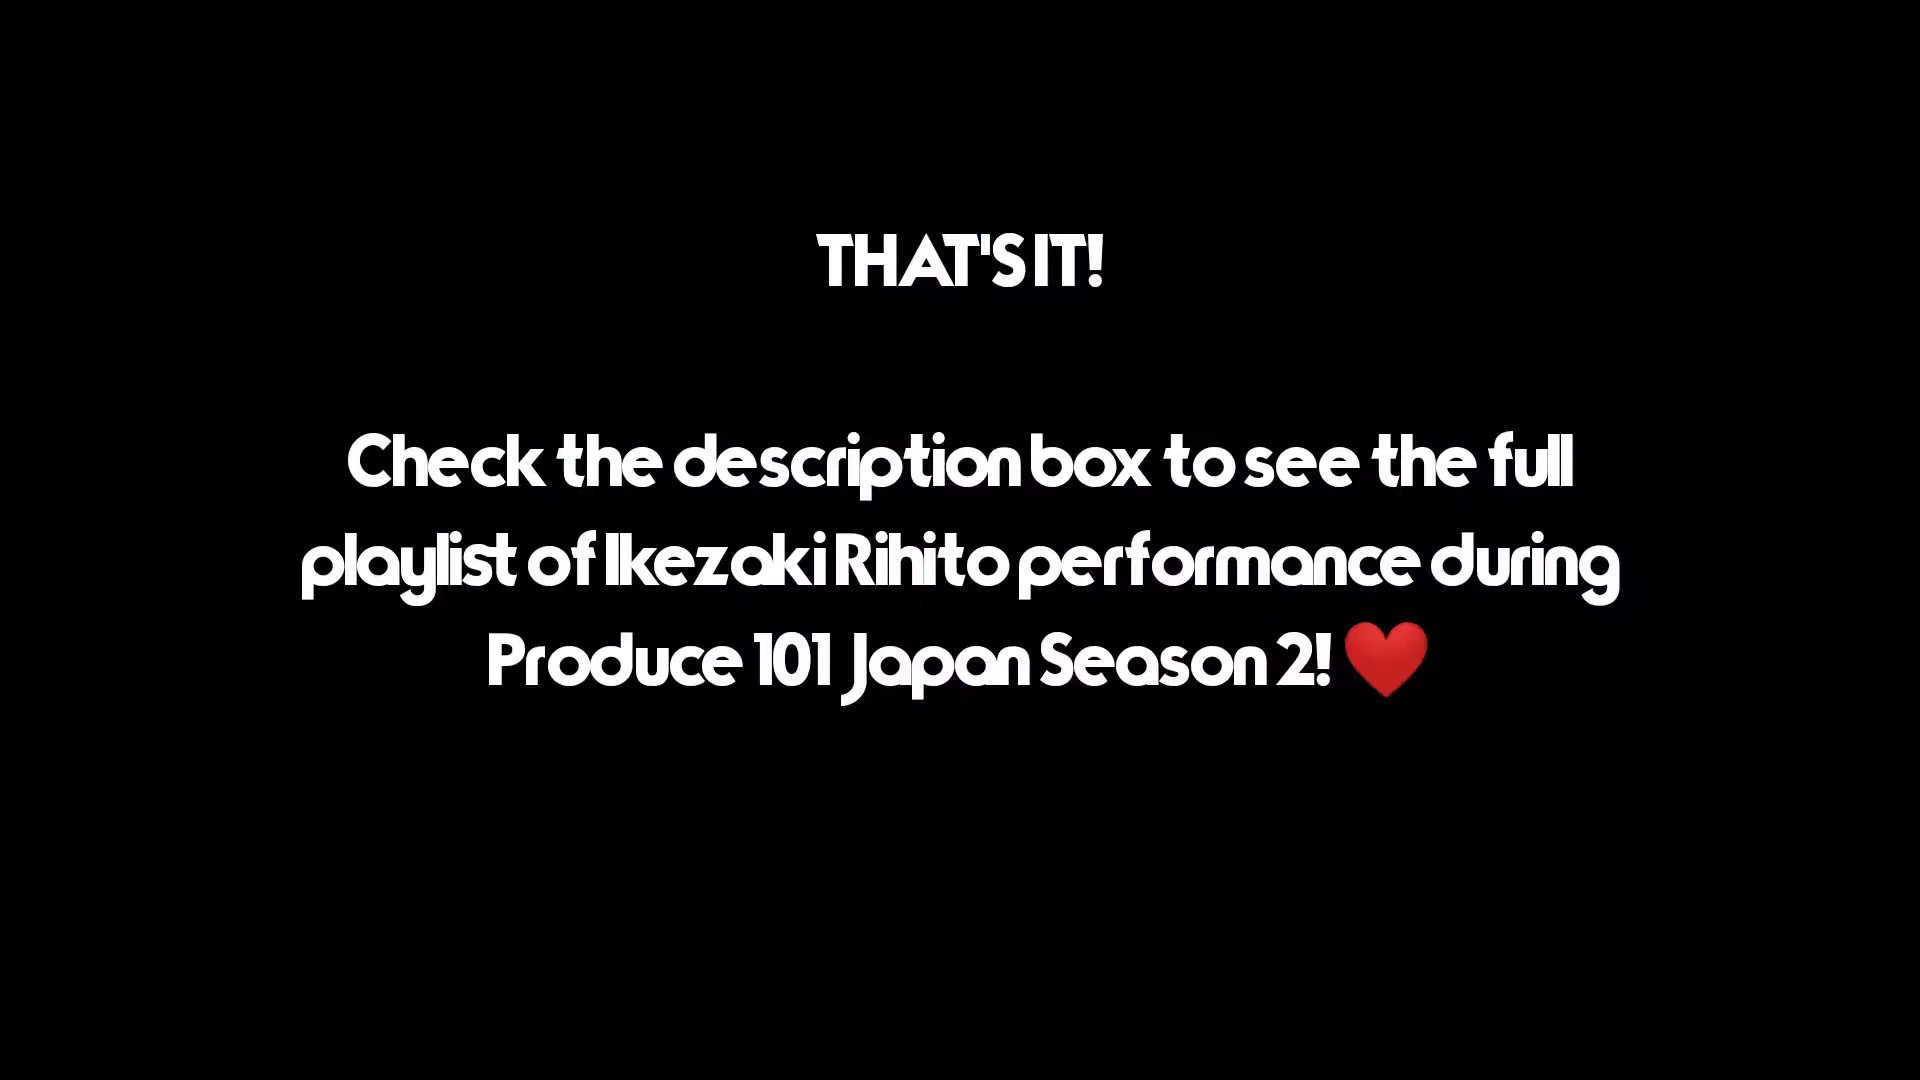 THAT'S IT!
Check the description box to see the full
playlist of Ikezaki Rihito performance during
Produce 101 Japan Season 2! ❤️